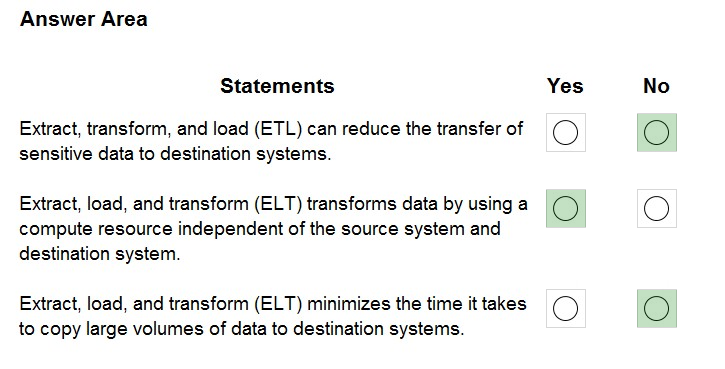 Answer Area
Statements Yes No
Extract, transform, and load (ETL) can reduce the transfer of
sensitive data to destination systems.
Extract, load, and transform (ELT) transforms data by using a
compute resource independent of the source system and
destination system.
Extract, load, and transform (ELT) minimizes the time it takes
to copy large volumes of data to destination systems.